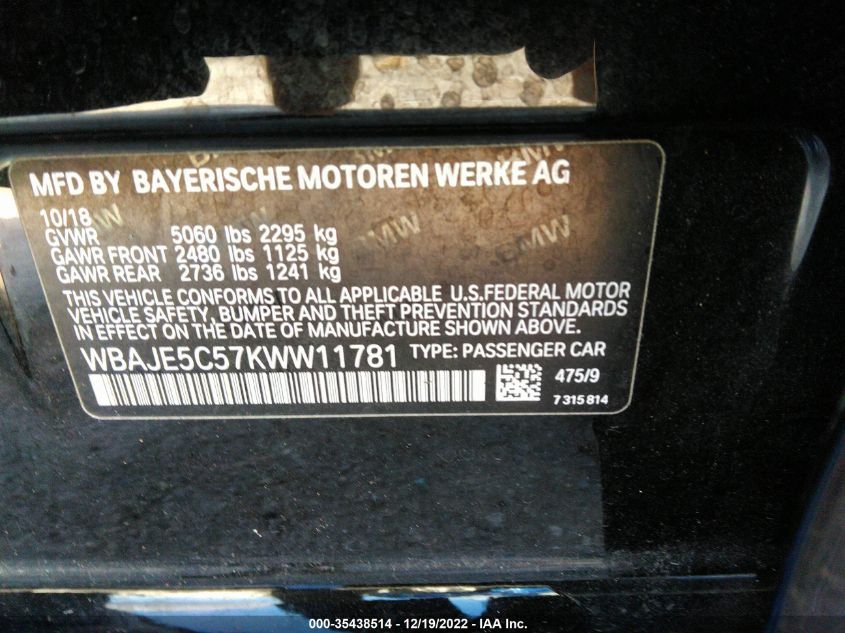 MFD BY BAYERISCHE MOTOREN WERKE AG
10/18
GVWR 5060 lbs 2295 kg
GAWR FRONT 2480 lbs 1125 kg
GAWR REAR 2736 lbs 1241 kg
THIS VEHICLE CONFORMS TO ALL APPLICABLE U.S.FEDERAL MOTOR
VEHICLE SAFETY, BUMPER AND THEFT PREVENTION STANDARDS
IN EFFECT ON THE DATE OF MANUFACTURE SHOWN ABOVE.
WBAJE5C57KWW11781 TYPE: PASSENGER CAR
475/9
7 315 814
000-35438514 - 12/19/2022 - IAA Inc.